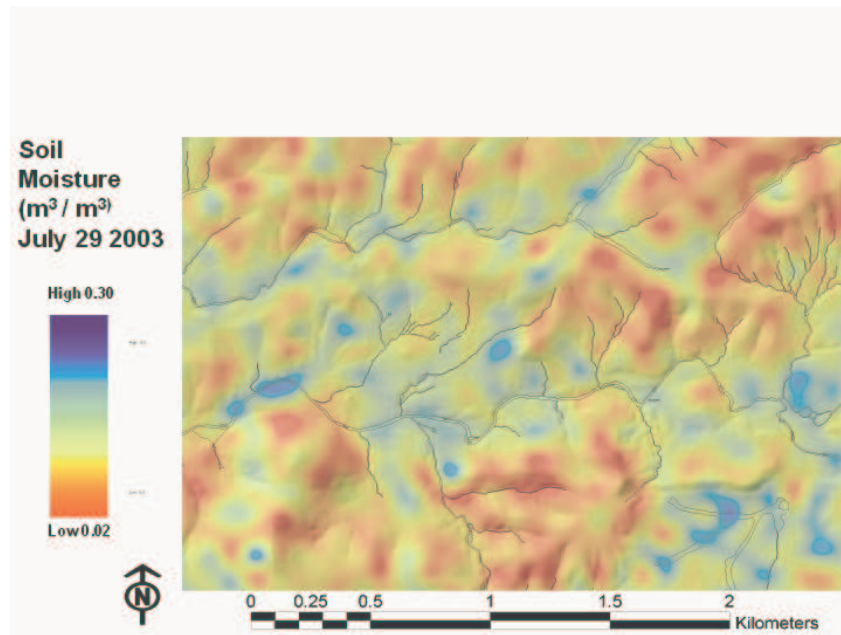 Soil
Moisture
(m³ / m³)
July 29 2003
High 0.30
Low 0.02
N
0 0.25 0.5 1 1.5 2
Kilometers